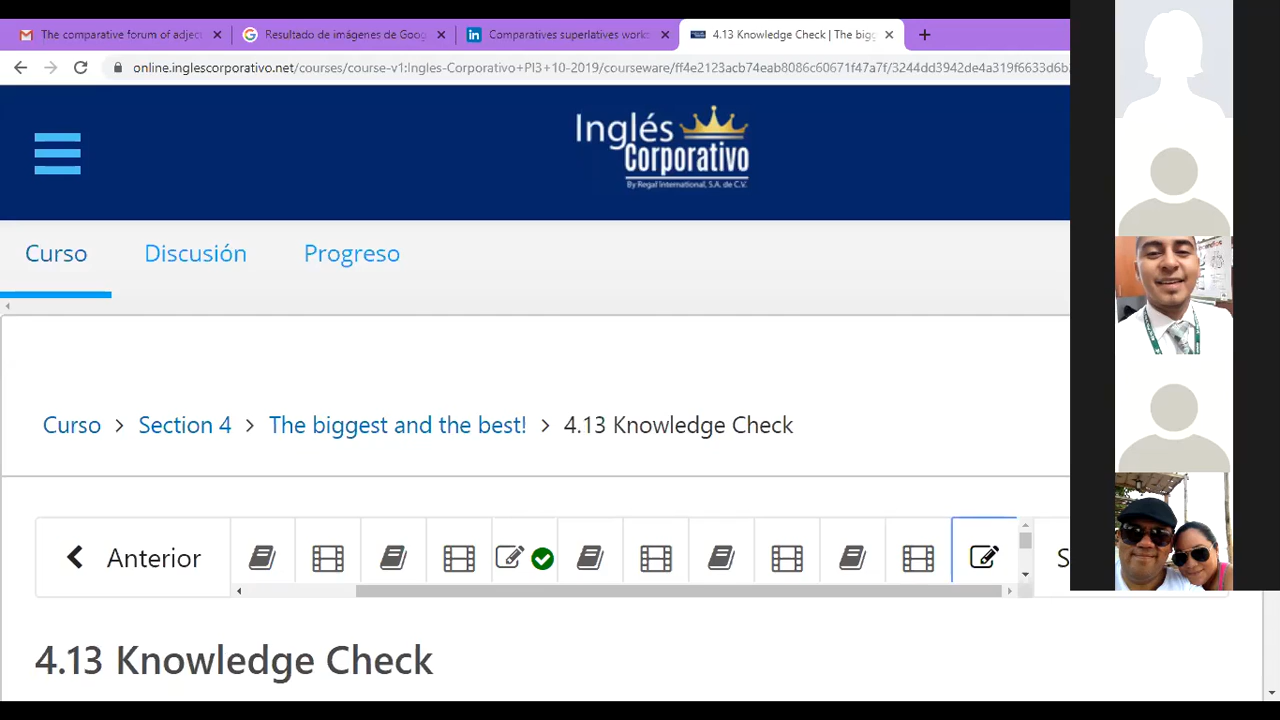 The comparative forum of adjec
Resultado de imágenes de Goog
Comparatives superlatives works
4.13 Knowledge Check | The bigg
online.inglescorporativo.net/courses/course-v1:Ingles-Corporativo+PI3+10-2019/courseware/ff4e2123acb74eab8086c60671f47a7f/3244dd3942de4a319f6633d6b
Inglés
Corporativo
By Regal International, S.A. de C.V.
Curso Discusión Progreso
Curso > Section 4 > The biggest and the best! > 4.13 Knowledge Check
Anterior
S
4.13 Knowledge Check